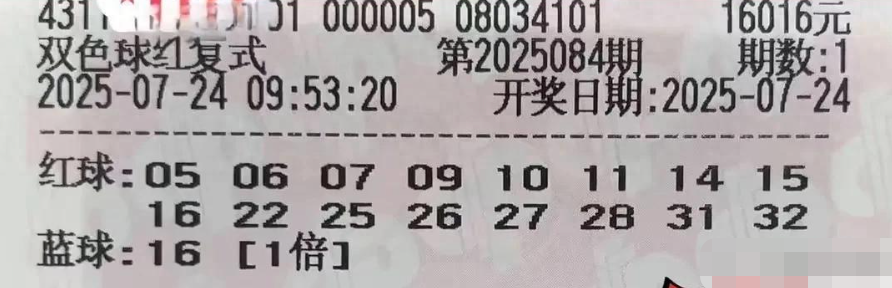 4311 01 000005 08034101 16016元
双色球红复式 第2025084期 期数:1
2025-07-24 09:53:20 开奖日期:2025-07-24
红球:05 06 07 09 10 11 14 15
16 22 25 26 27 28 31 32
蓝球:16 [1倍]